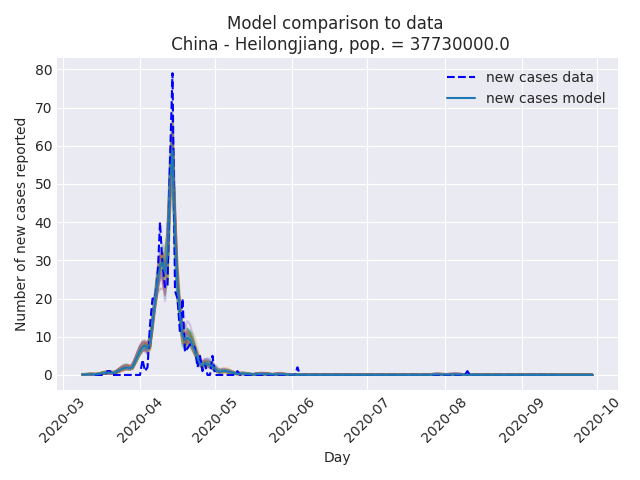 Model comparison to data
China - Heilongjiang, pop. = 37730000.0
new cases data
new cases model
Number of new cases reported
80
70
60
50
40
30
20
10
0
2020-03
2020-04
2020-05
2020-06
2020-07
2020-08
2020-09
2020-10
Day